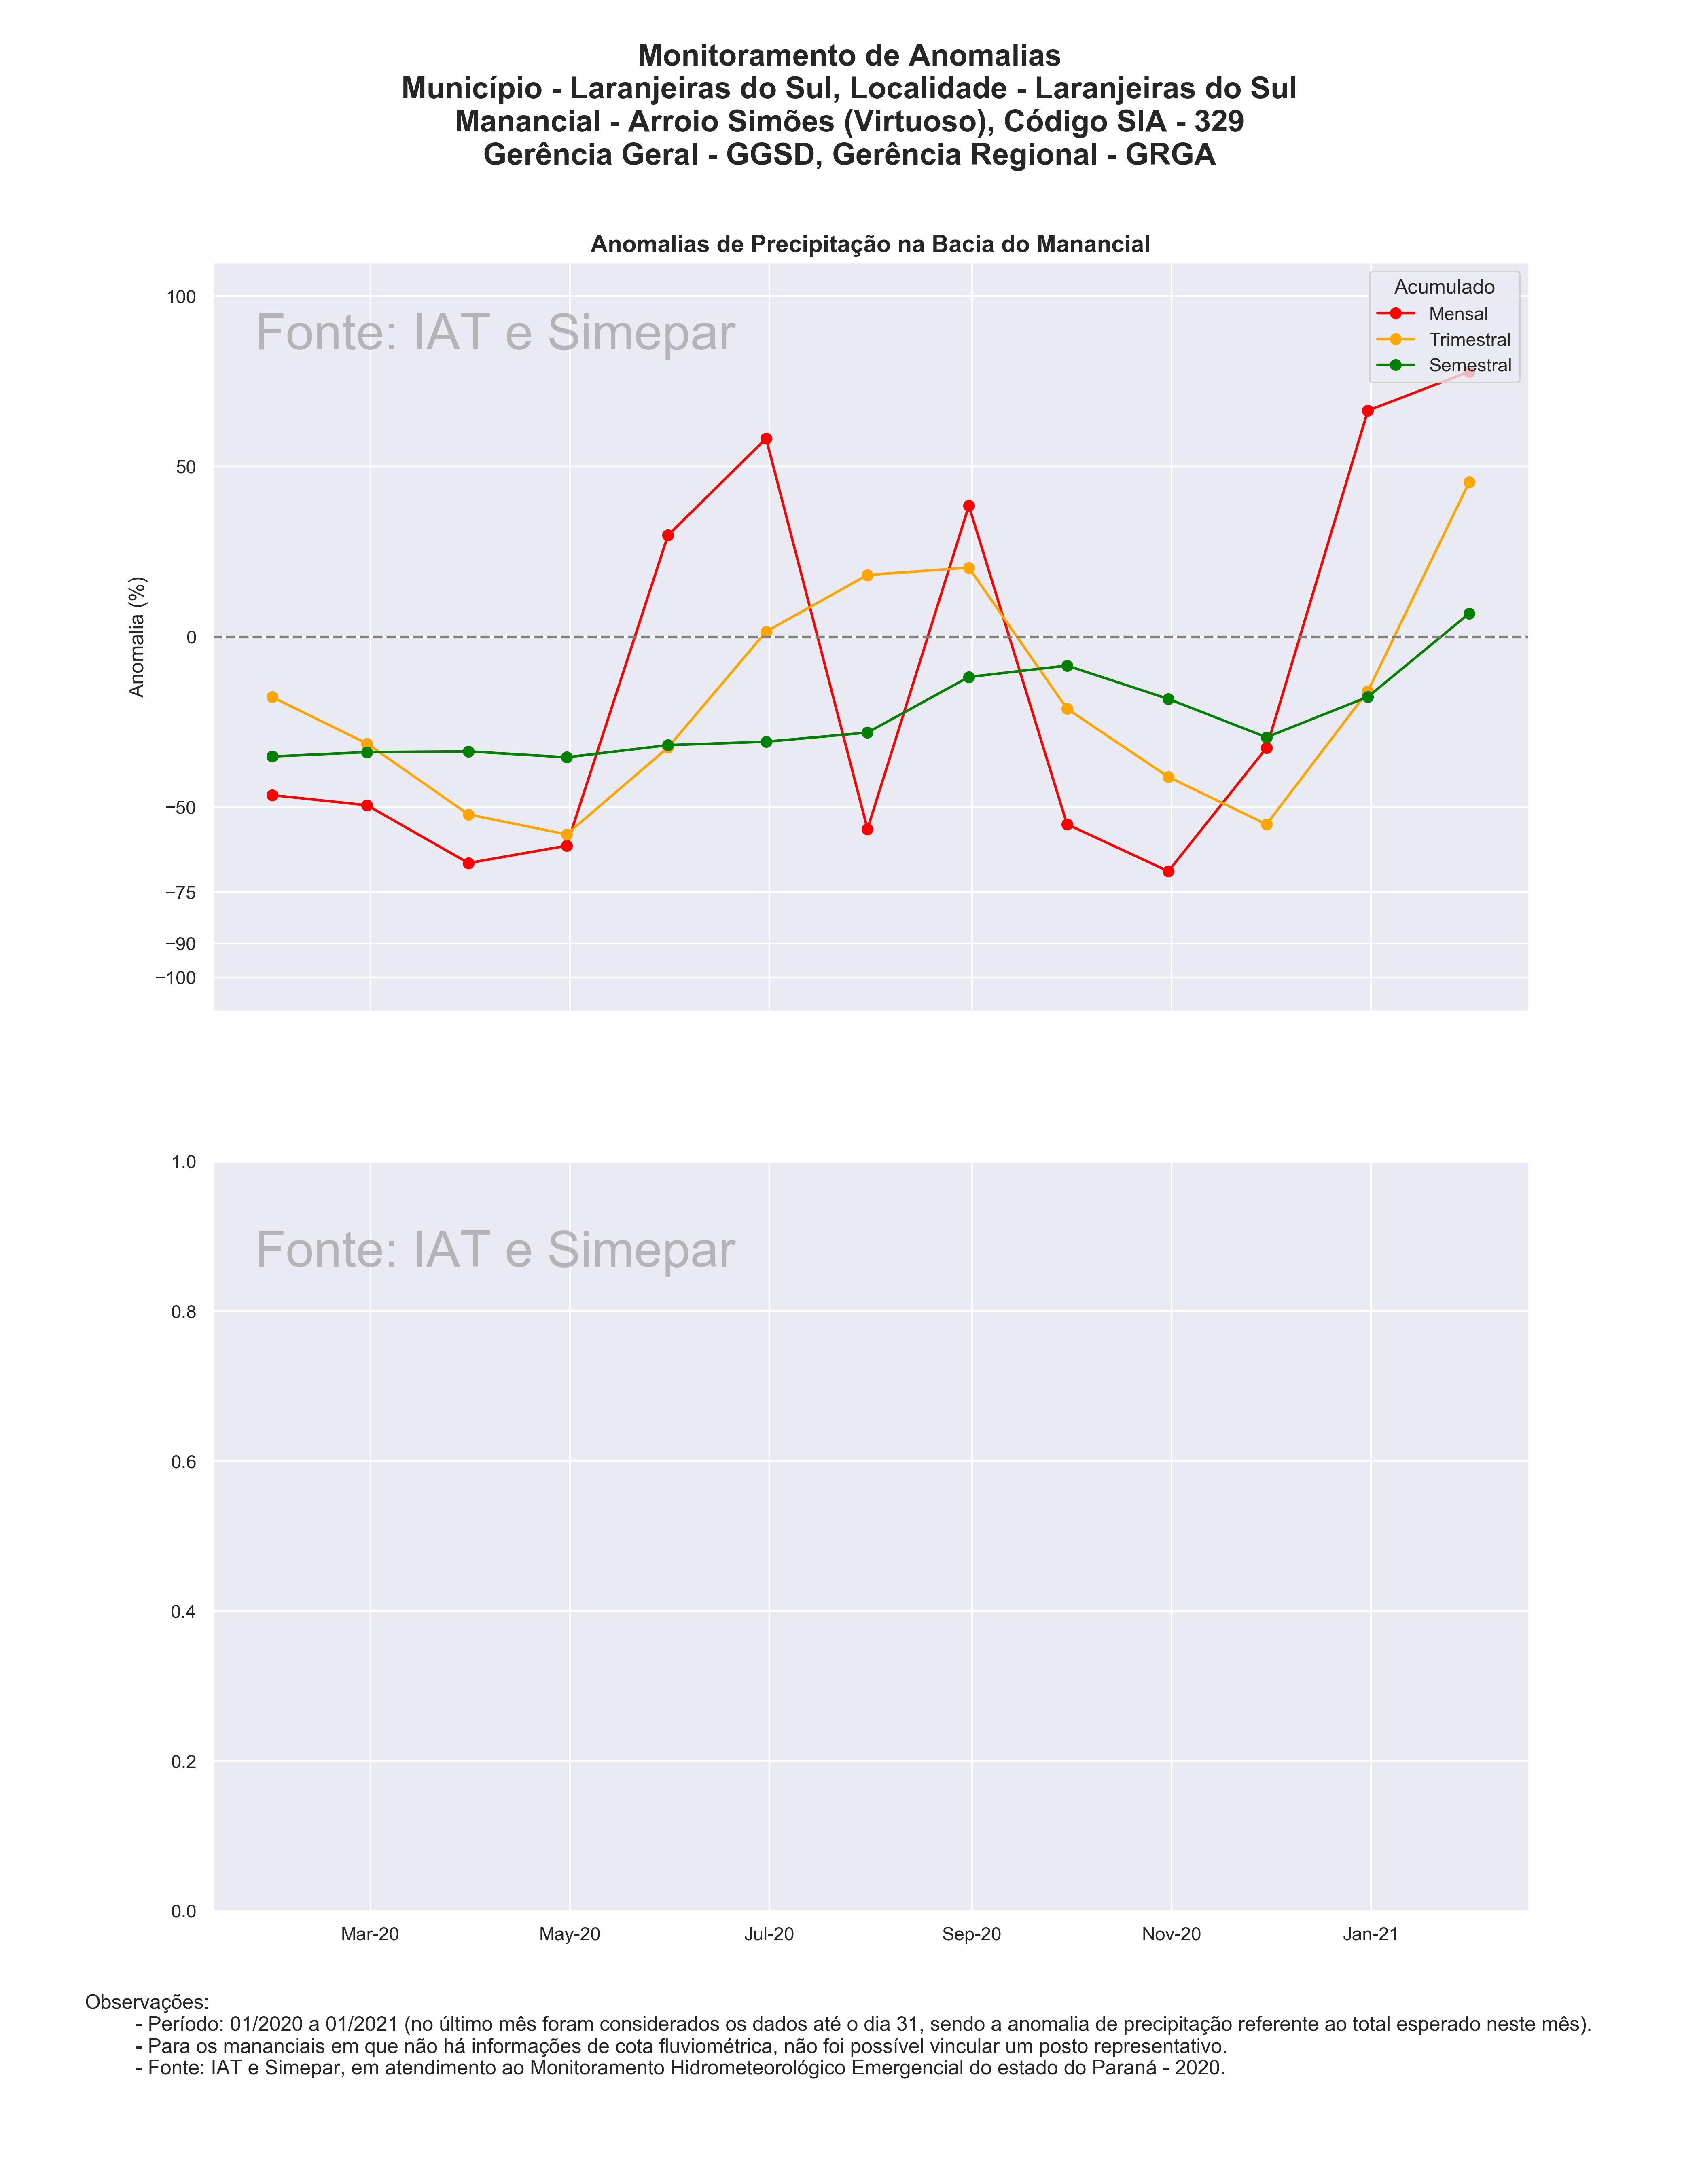 Monitoramento de Anomalias
Município - Laranjeiras do Sul, Localidade - Laranjeiras do Sul
Manancial - Arroio Simões (Virtuoso), Código SIA - 329
Gerência Geral - GGSD, Gerência Regional - GRGA
Anomalias de Precipitação na Bacia do Manancial
Fonte: IAT e Simepar
Acumulado
Mensal
Trimestral
Semestral
Anomalia (%)
100
50
0
−50
−75
−90
−100
Fonte: IAT e Simepar
1.0
0.8
0.6
0.4
0.2
0.0
Mar-20 May-20 Jul-20 Sep-20 Nov-20 Jan-21
Observações:
- Período: 01/2020 a 01/2021 (no último mês foram considerados os dados até o dia 31, sendo a anomalia de precipitação referente ao total esperado neste mês).
- Para os mananciais em que não há informações de cota fluviométrica, não foi possível vincular um posto representativo.
- Fonte: IAT e Simepar, em atendimento ao Monitoramento Hidrometeorológico Emergencial do estado do Paraná - 2020.